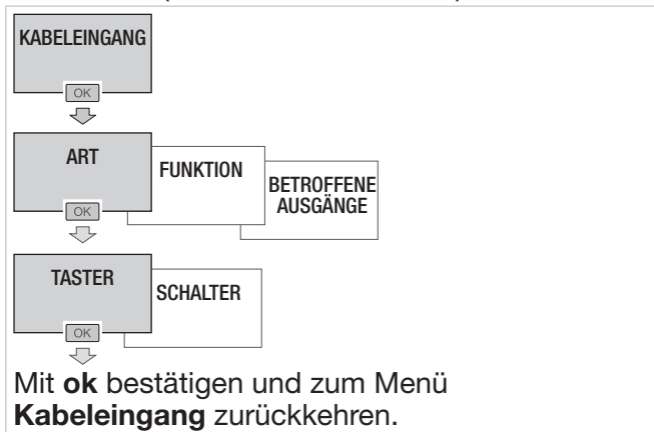 KABELEINGANG
OK
ART
FUNKTION
BETROFFENE
AUSGÄNGE
OK
TASTER
SCHALTER
OK
Mit ok bestätigen und zum Menü
Kabeleingang zurückkehren.